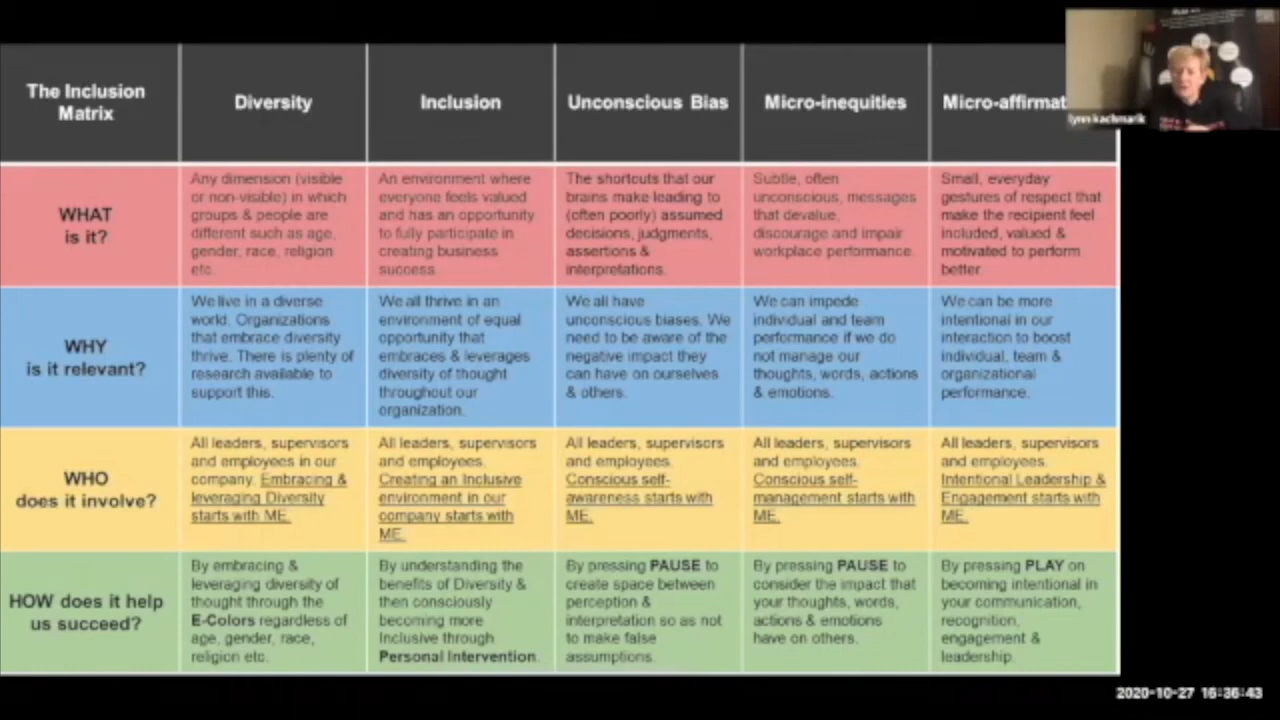 The Inclusion
Matrix
Diversity
Inclusion
Unconscious Bias
Micro-inequities
Micro-affirmat
lynn kachmarik
WHAT
is it?
Any dimension (visible
or non-visible) in which
groups & people are
different such as age,
gender, race, religion
etc.
An environment where
everyone feels valued
and has an opportunity
to fully participate in
creating business
success.
The shortcuts that our
brains make leading to
(often poorly) assumed
decisions, judgments,
assertions &
interpretations.
Subtle, often
unconscious, messages
that devalue,
discourage and impair
workplace performance.
Small, everyday
gestures of respect that
make the recipient feel
included, valued &
motivated to perform
better.
WHY
is it relevant?
We live in a diverse
world. Organizations
that embrace diversity
thrive. There is plenty of
research available to
support this.
We all thrive in an
environment of equal
opportunity that
embraces & leverages
diversity of thought
throughout our
organization.
We all have
unconscious biases. We
need to be aware of the
negative impact they
can have on ourselves
& others.
We can impede
individual and team
performance if we do
not manage our
thoughts, words, actions
& emotions.
We can be more
intentional in our
interaction to boost
individual, team &
organizational
performance.
WHO
does it involve?
All leaders, supervisors
and employees in our
company. Embracing &
leveraging Diversity
starts with ME.
All leaders, supervisors
and employees.
Creating an Inclusive
environment in our
company starts with
ME.
All leaders, supervisors
and employees.
Conscious self-
awareness starts with
ME.
All leaders, supervisors
and employees.
Conscious self-
management starts with
ME.
All leaders, supervisors
and employees.
Intentional Leadership &
Engagement starts with
ME.
HOW does it help
us succeed?
By embracing &
leveraging diversity of
thought through the
E-Colors regardless of
age, gender, race,
religion etc.
By understanding the
benefits of Diversity &
then consciously
becoming more
Inclusive through
Personal Intervention.
By pressing PAUSE to
create space between
perception &
interpretation so as not
to make false
assumptions.
By pressing PAUSE to
consider the impact that
your thoughts, words,
actions & emotions
have on others.
By pressing PLAY on
becoming intentional in
your communication,
recognition,
engagement &
leadership.
2020-10-27 16:36:43